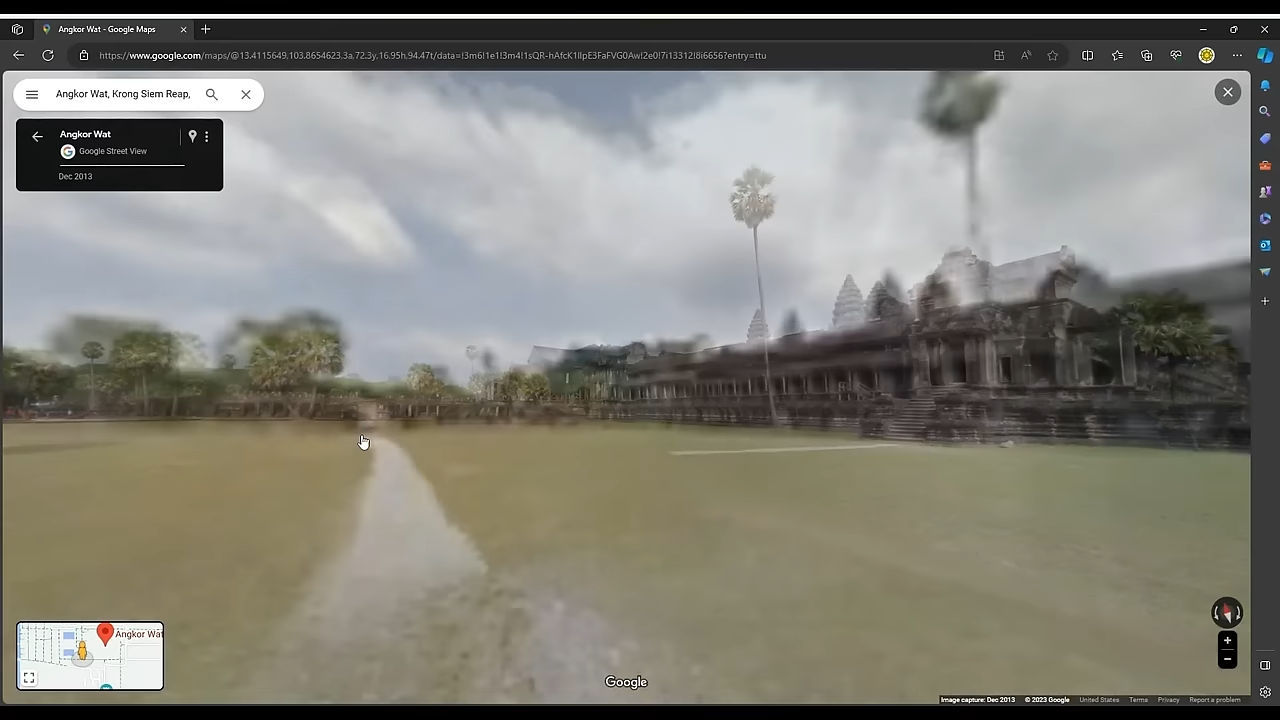 Angkor Wat - Google Maps
https://www.google.com/maps/@13.4115649,103.8654623,3a,72.3y,16.95h,94.47t/data=!3m6!1e1!3m4!1sQR-hAfcK1IlpE3FaFVG0Aw!2e0!7i13312!8i6656?entry=ttu
Angkor Wat, Krong Siem Reap,
Angkor Wat
Google Street View
Dec 2013
Angkor Wat
Google
Image capture: Dec 2013 © 2023 Google United States Terms Privacy Report a problem